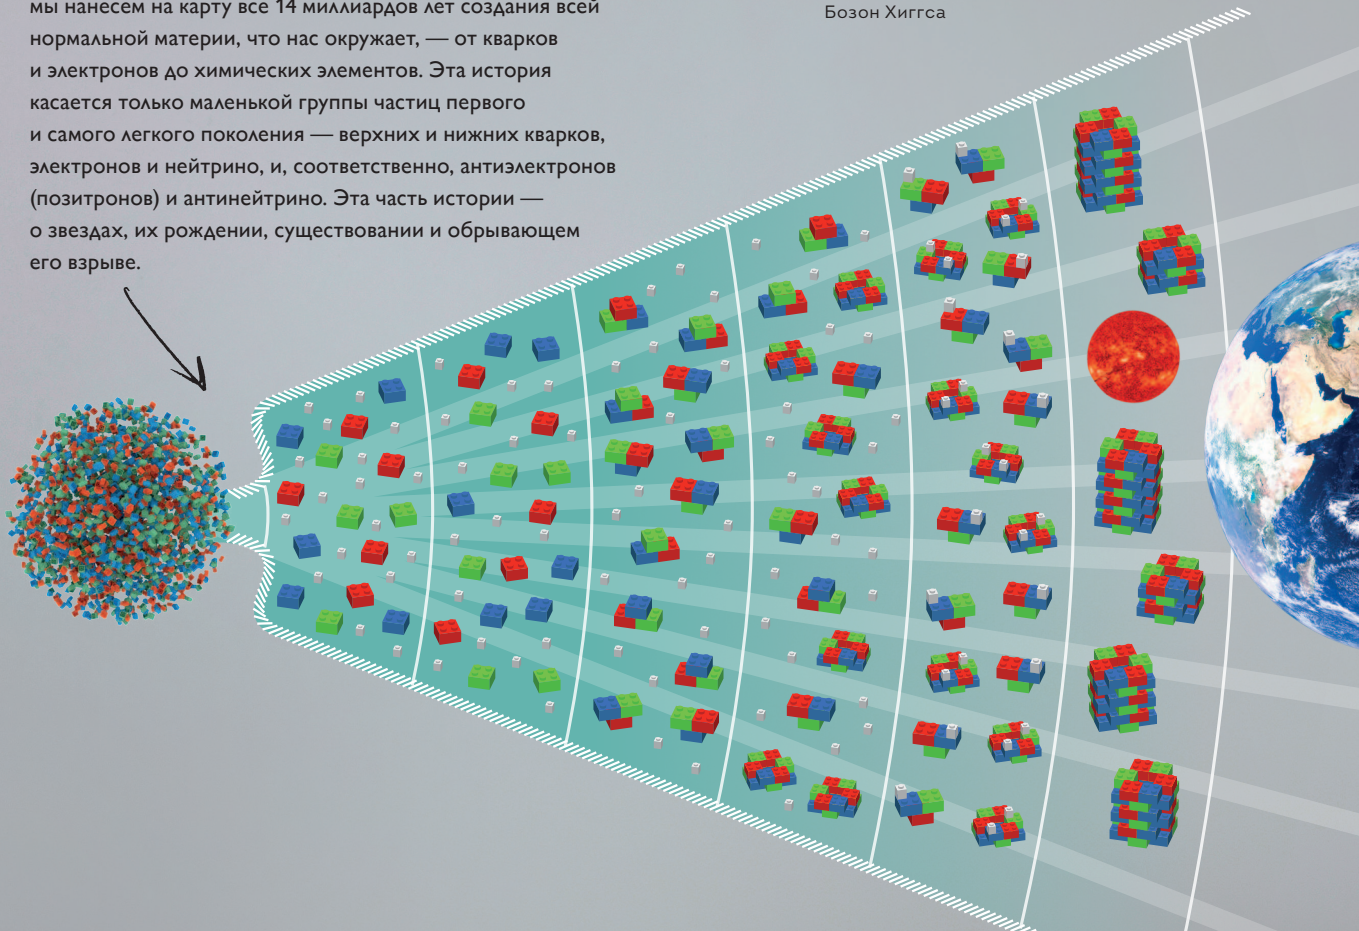 мы нанесем на карту все 14 миллиардов лет создания всей
нормальной материи, что нас окружает, — от кварков
и электронов до химических элементов. Эта история
касается только маленькой группы частиц первого
и самого легкого поколения — верхних и нижних кварков,
электронов и нейтрино, и, соответственно, антиэлектронов
(позитронов) и антинейтрино. Эта часть истории —
о звездах, их рождении, существовании и обрывающем
его взрыве.
Бозон Хиггса